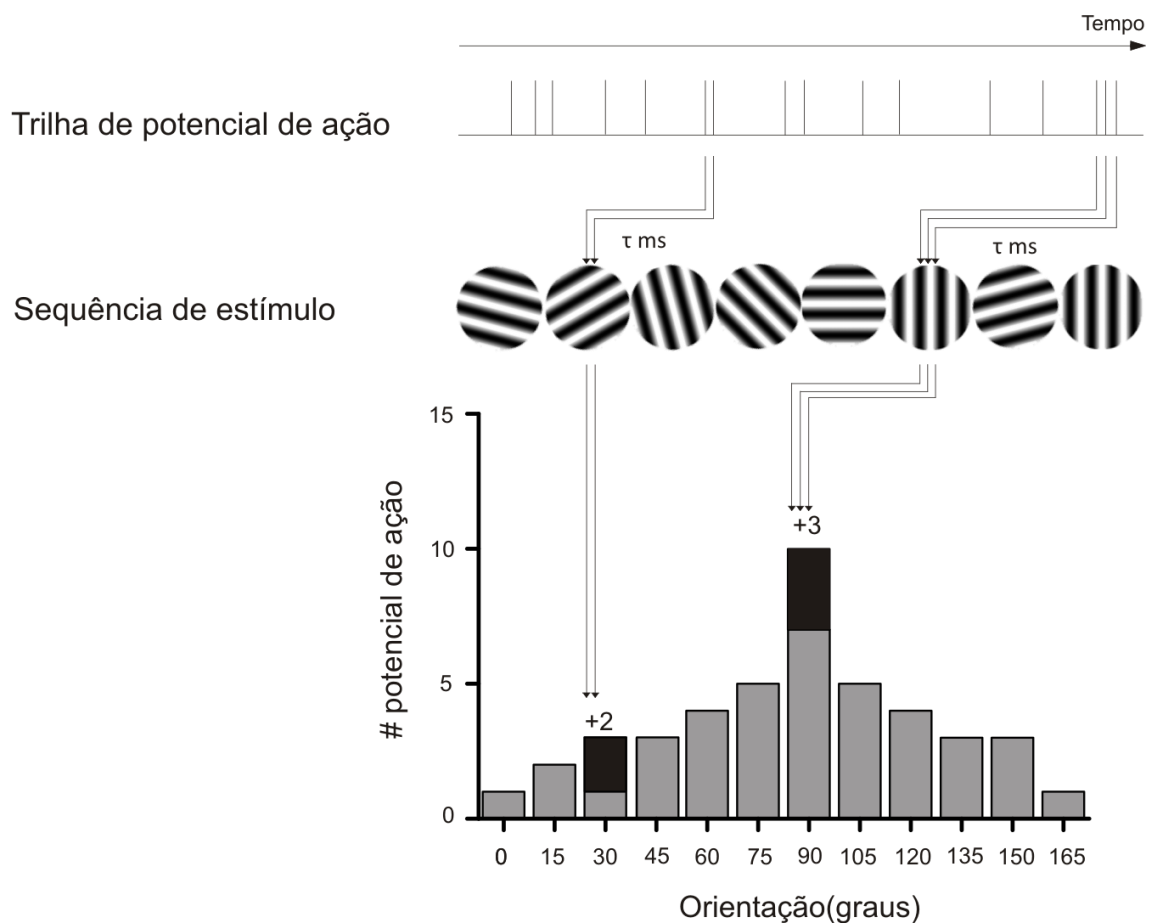 Tempo
Trilha de potencial de ação
τ ms
τ ms
Sequência de estímulo
15
10
5
0
# potencial de ação
+2
+3
0 15 30 45 60 75 90 105 120 135 150 165
Orientação(graus)